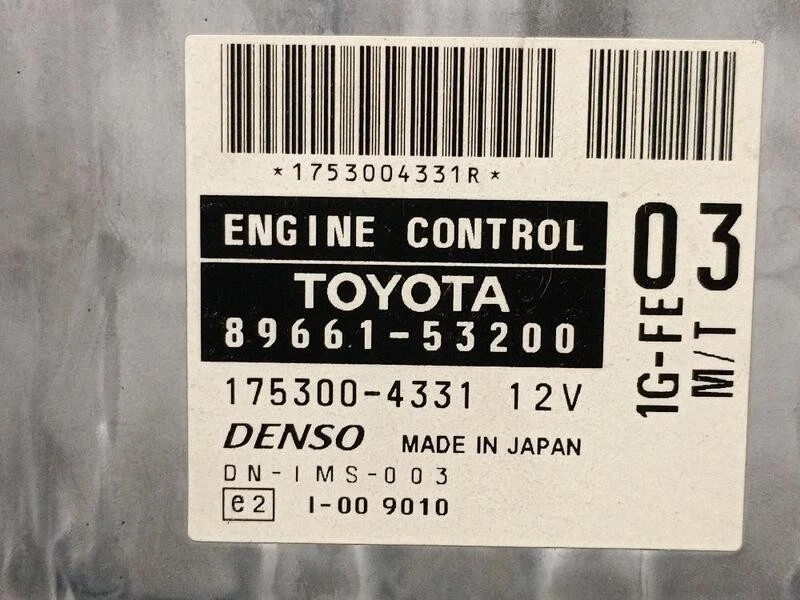 *1753004331R*
ENGINE CONTROL
TOYOTA
89661-53200
175300-4331 12V
DENSO MADE IN JAPAN
DN-IMS-003
e2 I-00 9010
03
1G-FE
M/T